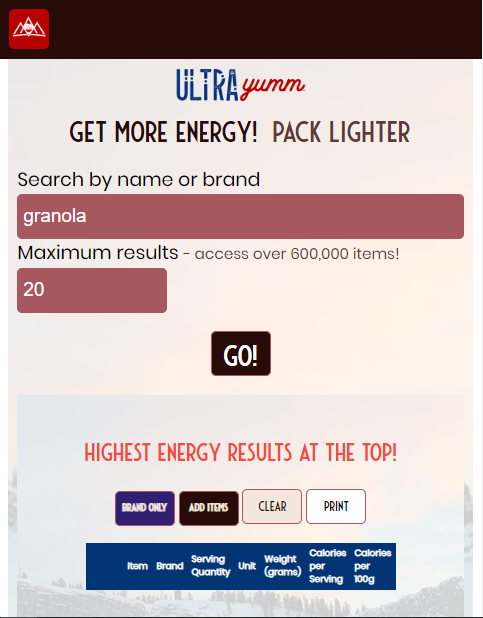 ULTRA yumm
GET MORE ENERGY! PACK LIGHTER
Search by name or brand
granola
Maximum results - access over 600,000 items!
20
GO!
HIGHEST ENERGY RESULTS AT THE TOP!
BRAND ONLY ADD ITEMS CLEAR PRINT
Item Brand Serving Quantity Unit Weight (grams) Calories per Serving Calories per 100g